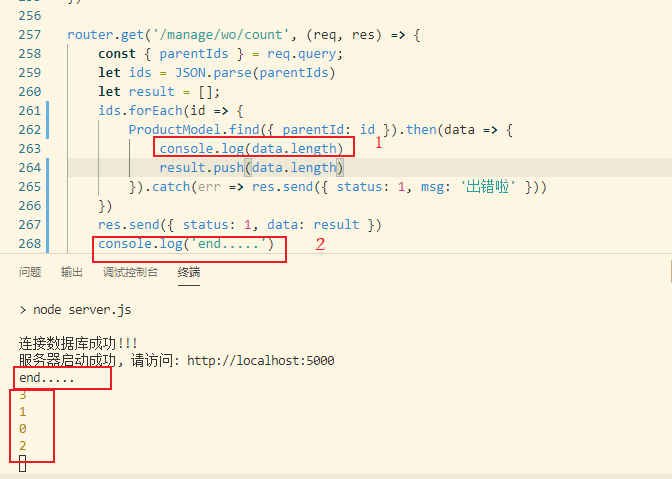 256
257 router.get('/manage/wo/count', (req, res) => {
258 const { parentIds } = req.query;
259 let ids = JSON.parse(parentIds)
260 let result = [];
261 ids.forEach(id => {
262 ProductModel.find({ parentId: id }).then(data => {
263 console.log(data.length) 1
264 result.push(data.length)
265 }).catch(err => res.send({ status: 1, msg: '出错啦' }))
266 })
267 res.send({ status: 1, data: result })
268 console.log('end.....') 2
问题 输出 调试控制台 终端
> node server.js
连接数据库成功!!!
服务器启动成功, 请访问: http://localhost:5000
end.....
3
1
0
2